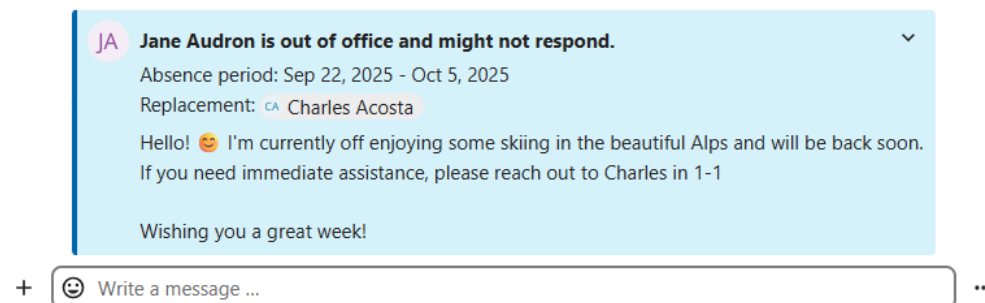 JA Jane Audron is out of office and might not respond.
Absence period: Sep 22, 2025 - Oct 5, 2025
Replacement: CA Charles Acosta
Hello! 😊 I'm currently off enjoying some skiing in the beautiful Alps and will be back soon.
If you need immediate assistance, please reach out to Charles in 1-1
Wishing you a great week!
Write a message ...